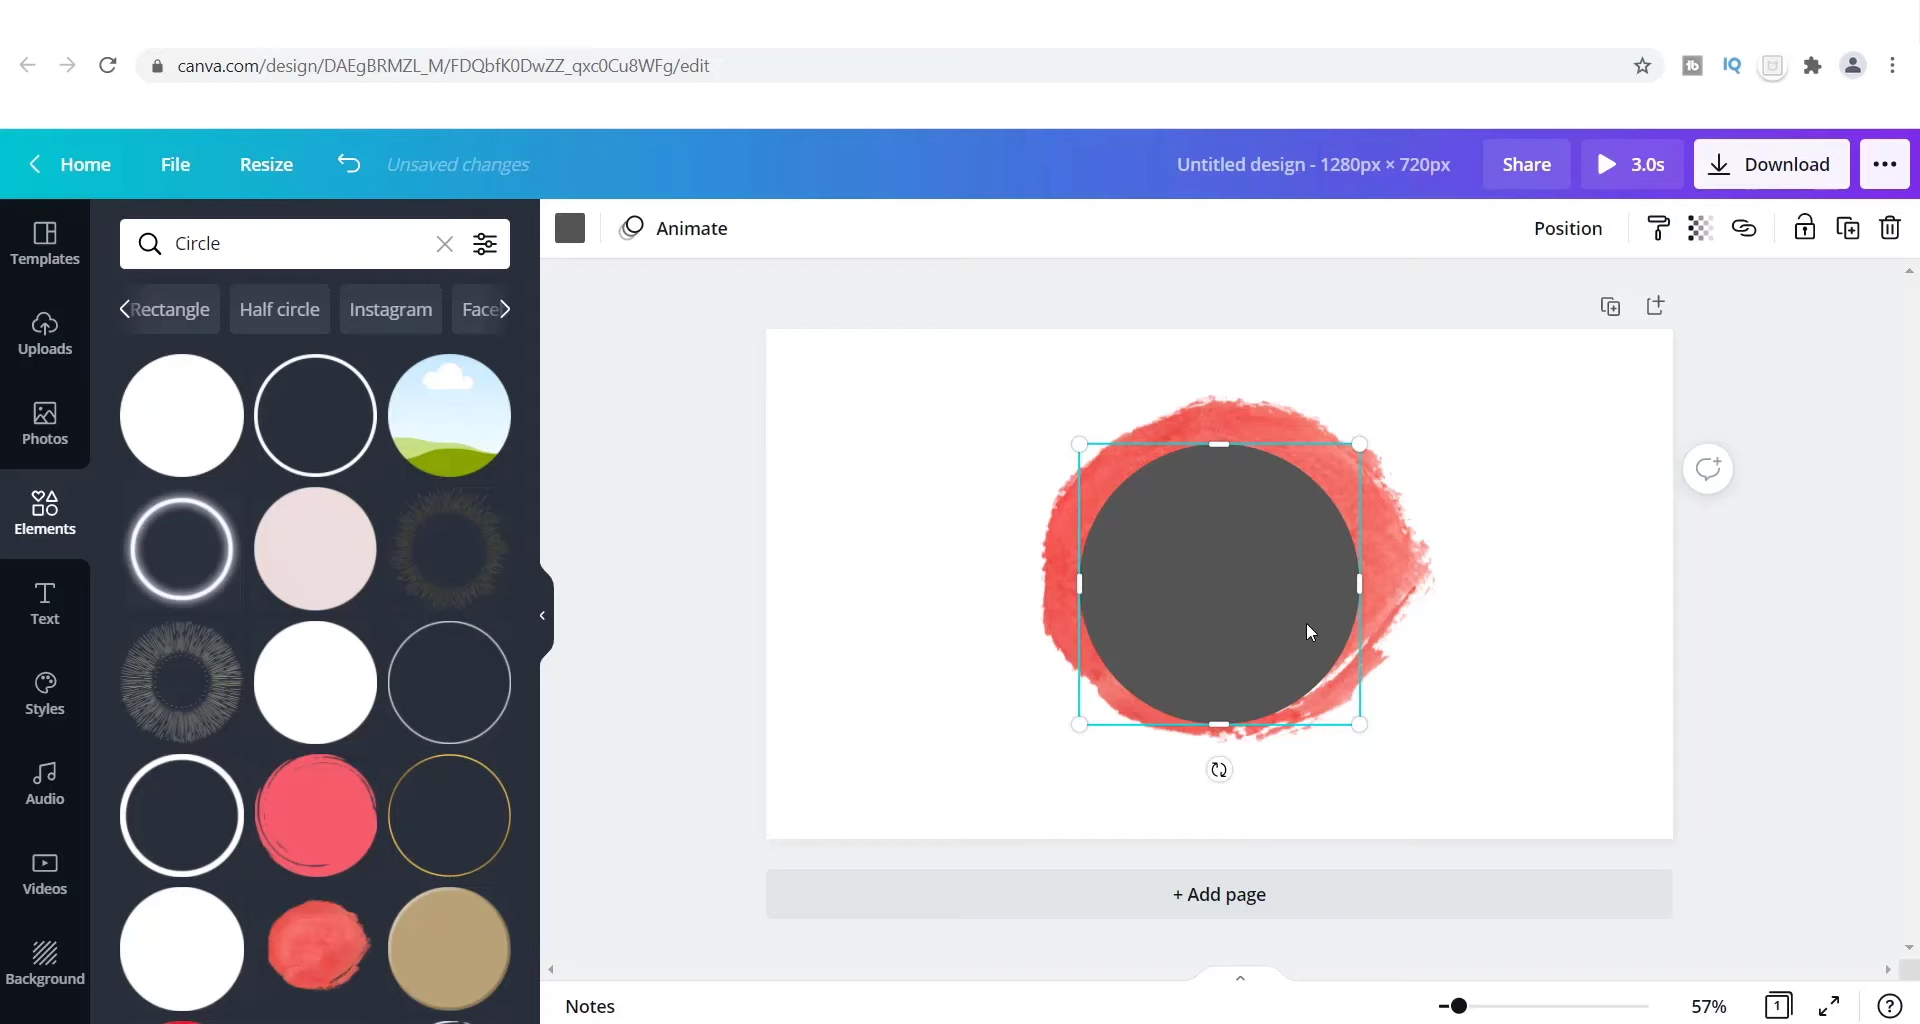 canva.com/design/DAEgBRMZL_M/FDQbfK0DwZZ_qxc0Cu8WFg/edit
Home
File
Resize
Unsaved changes
Untitled design - 1280px × 720px
Share
3.0s
Download
Templates
Uploads
Photos
Elements
Text
Styles
Audio
Videos
Background
Circle
Rectangle
Half circle
Instagram
Face
Animate
Position
+ Add page
Notes
57%
1